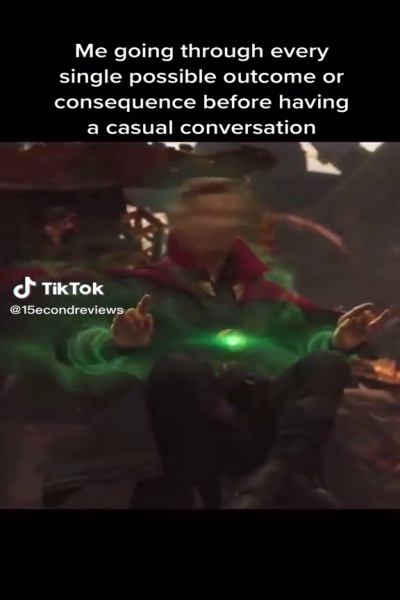 Me going through every
single possible outcome or
consequence before having
a casual conversation
TikTok
@15econdreviews